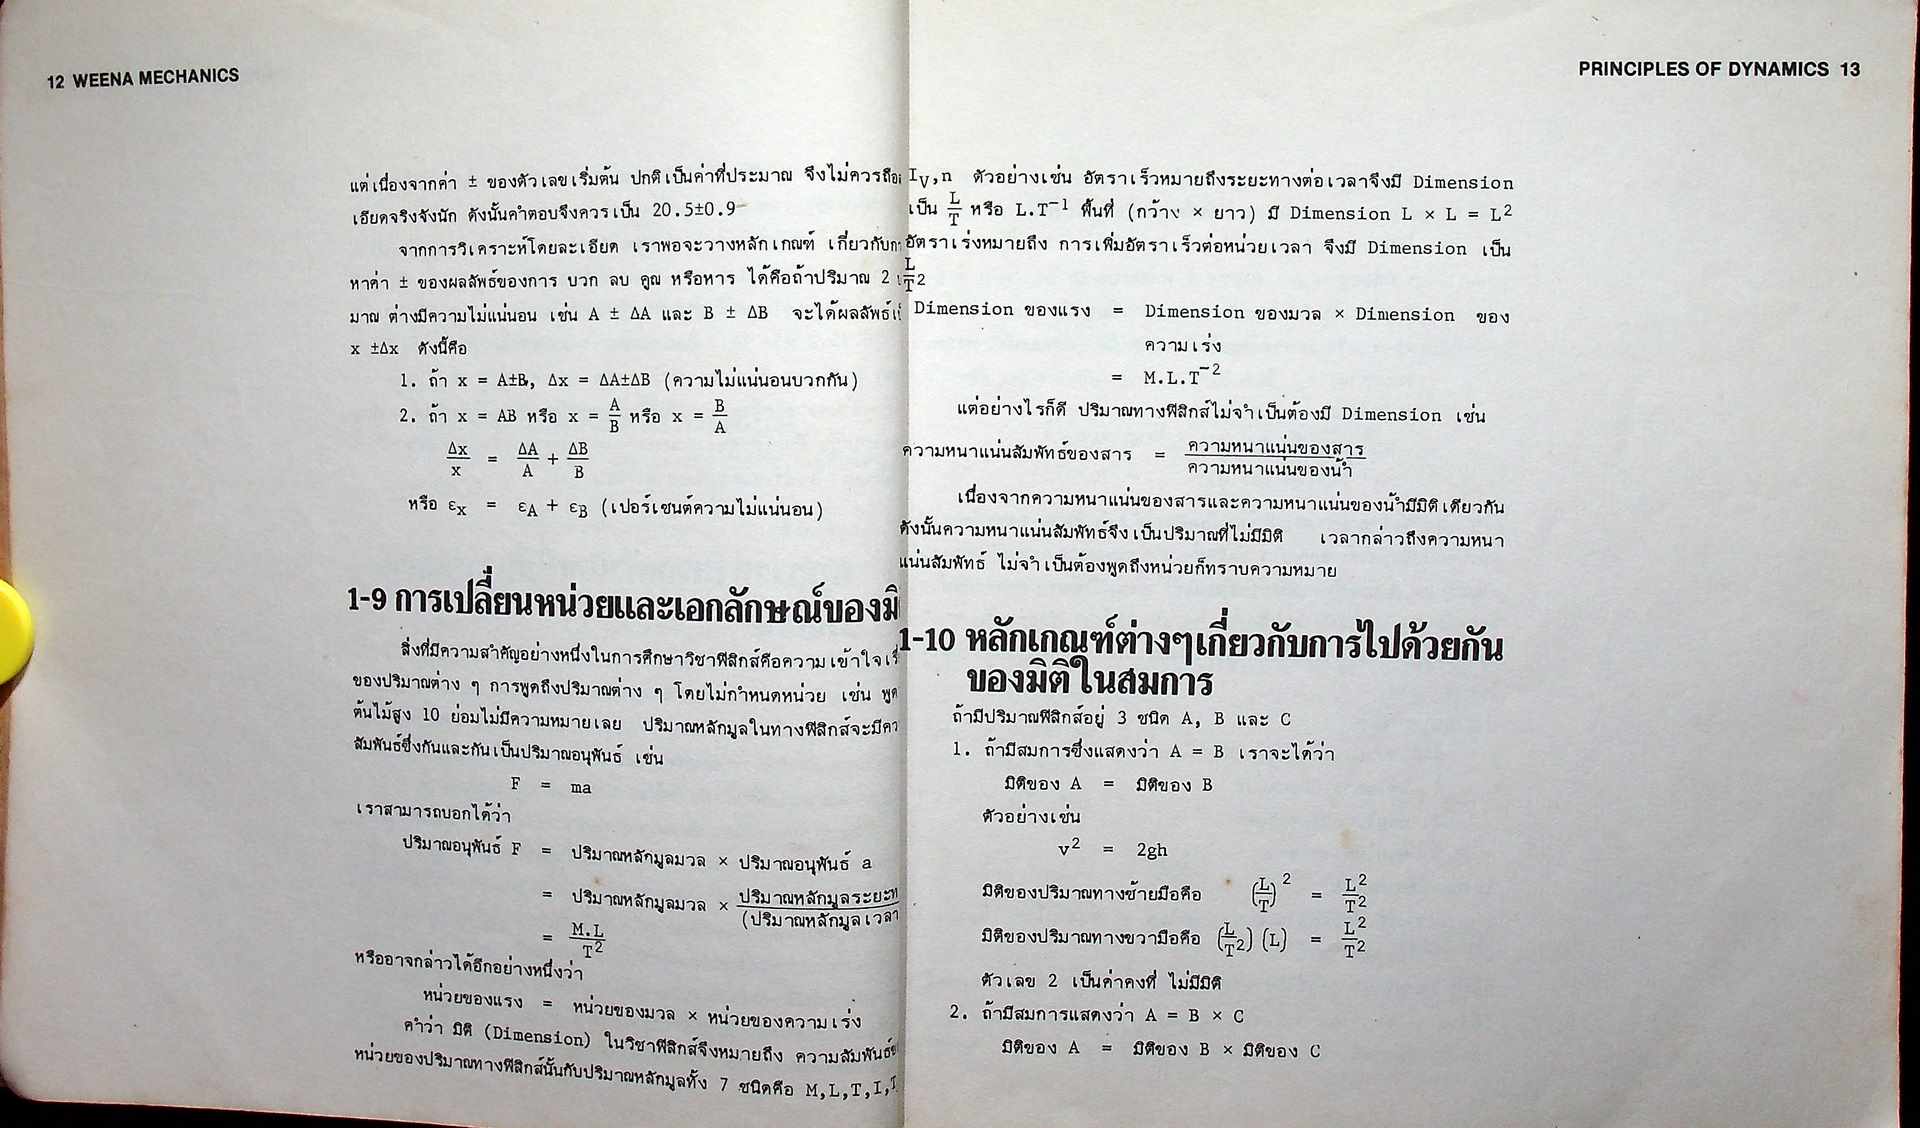 12 WEENA MECHANICS
แต่เนื่องจากค่า ± ของตัวเลขเริ่มต้น ปกติเป็นค่าที่ประมาณ จึงไม่ควรถือ
เอียดจริงจังนัก ดังนั้นคำตอบจึงควรเป็น 20.5±0.9
จากการวิเคราะห์โดยละเอียด เราพอจะวางหลักเกณฑ์ เกี่ยวกับ
หาค่า ± ของผลลัพธ์ของการ บวก ลบ คูณ หรือหาร ได้คือถ้าปริมาณ 2
มาณ ต่างมีความไม่แน่นอน เช่น A ± ΔA และ B ± ΔB จะได้ผลลัพธ์
x ±Δx ดังนี้คือ
1. ถ้า x = A±B, Δx = ΔA±ΔB (ความไม่แน่นอนบวกกัน)
2. ถ้า x = AB หรือ x = A/B หรือ x = B/A
Δx/x = ΔA/A + ΔB/B
หรือ εx = εA + εB (เปอร์เซนต์ความไม่แน่นอน)
1-9 การเปลี่ยนหน่วยและเอกลักษณ์ของ
สิ่งที่มีความสำคัญอย่างหนึ่งในการศึกษาวิชาฟิสิกส์คือความเข้าใจ
ของปริมาณต่าง ๆ การพูดถึงปริมาณต่าง ๆ โดยไม่กำหนดหน่วย เช่น พูด
ต้นไม้สูง 10 ย่อมไม่มีความหมายเลย ปริมาณหลักมูลในทางฟิสิกส์จะมี
สัมพันธ์ซึ่งกันและกันเป็นปริมาณอนุพันธ์ เช่น
F = ma
เราสามารถบอกได้ว่า
ปริมาณอนุพันธ์ F = ปริมาณหลักมูลมวล × ปริมาณอนุพันธ์ a
= ปริมาณหลักมูลมวล × ปริมาณหลักมูลระยะ/(ปริมาณหลักมูลเวลา
= M.L/T²
หรืออาจกล่าวได้อีกอย่างหนึ่งว่า
หน่วยของแรง = หน่วยของมวล × หน่วยของความเร่ง
คำว่า มิติ (Dimension) ในวิชาฟิสิกส์จึงหมายถึง ความสัมพันธ์
หน่วยของปริมาณทางฟิสิกส์นั้นกับปริมาณหลักมูลทั้ง 7 ชนิดคือ M,L,T,I,
PRINCIPLES OF DYNAMICS 13
Iv,n ตัวอย่างเช่น อัตราเร็วหมายถึงระยะทางต่อเวลาจึงมี Dimension
เป็น L/T หรือ L.T⁻¹ พื้นที่ (กว้าง × ยาว) มี Dimension L × L = L²
อัตราเร่งหมายถึง การเพิ่มอัตราเร็วต่อหน่วยเวลา จึงมี Dimension เป็น
L/T²
Dimension ของแรง = Dimension ของมวล × Dimension ของ
ความเร่ง
= M.L.T⁻²
แต่อย่างไรก็ดี ปริมาณทางฟิสิกส์ไม่จำเป็นต้องมี Dimension เช่น
ความหนาแน่นสัมพัทธ์ของสาร = ความหนาแน่นของสาร/ความหนาแน่นของน้ำ
เนื่องจากความหนาแน่นของสารและความหนาแน่นของน้ำมีมิติเดียวกัน
ดังนั้นความหนาแน่นสัมพัทธ์จึงเป็นปริมาณที่ไม่มีมิติ เวลากล่าวถึงความหนา
แน่นสัมพัทธ์ ไม่จำเป็นต้องพูดถึงหน่วยก็ทราบความหมาย
1-10 หลักเกณฑ์ต่างๆเกี่ยวกับการไปด้วยกัน
ของมิติในสมการ
ถ้ามีปริมาณฟิสิกส์อยู่ 3 ชนิด A, B และ C
1. ถ้ามีสมการซึ่งแสดงว่า A = B เราจะได้ว่า
มิติของ A = มิติของ B
ตัวอย่างเช่น
v² = 2gh
มิติของปริมาณทางซ้ายมือคือ (L/T)² = L²/T²
มิติของปริมาณทางขวามือคือ (L/T²) (L) = L²/T²
ตัวเลข 2 เป็นค่าคงที่ ไม่มีมิติ
2. ถ้ามีสมการแสดงว่า A = B × C
มิติของ A = มิติของ B × มิติของ C